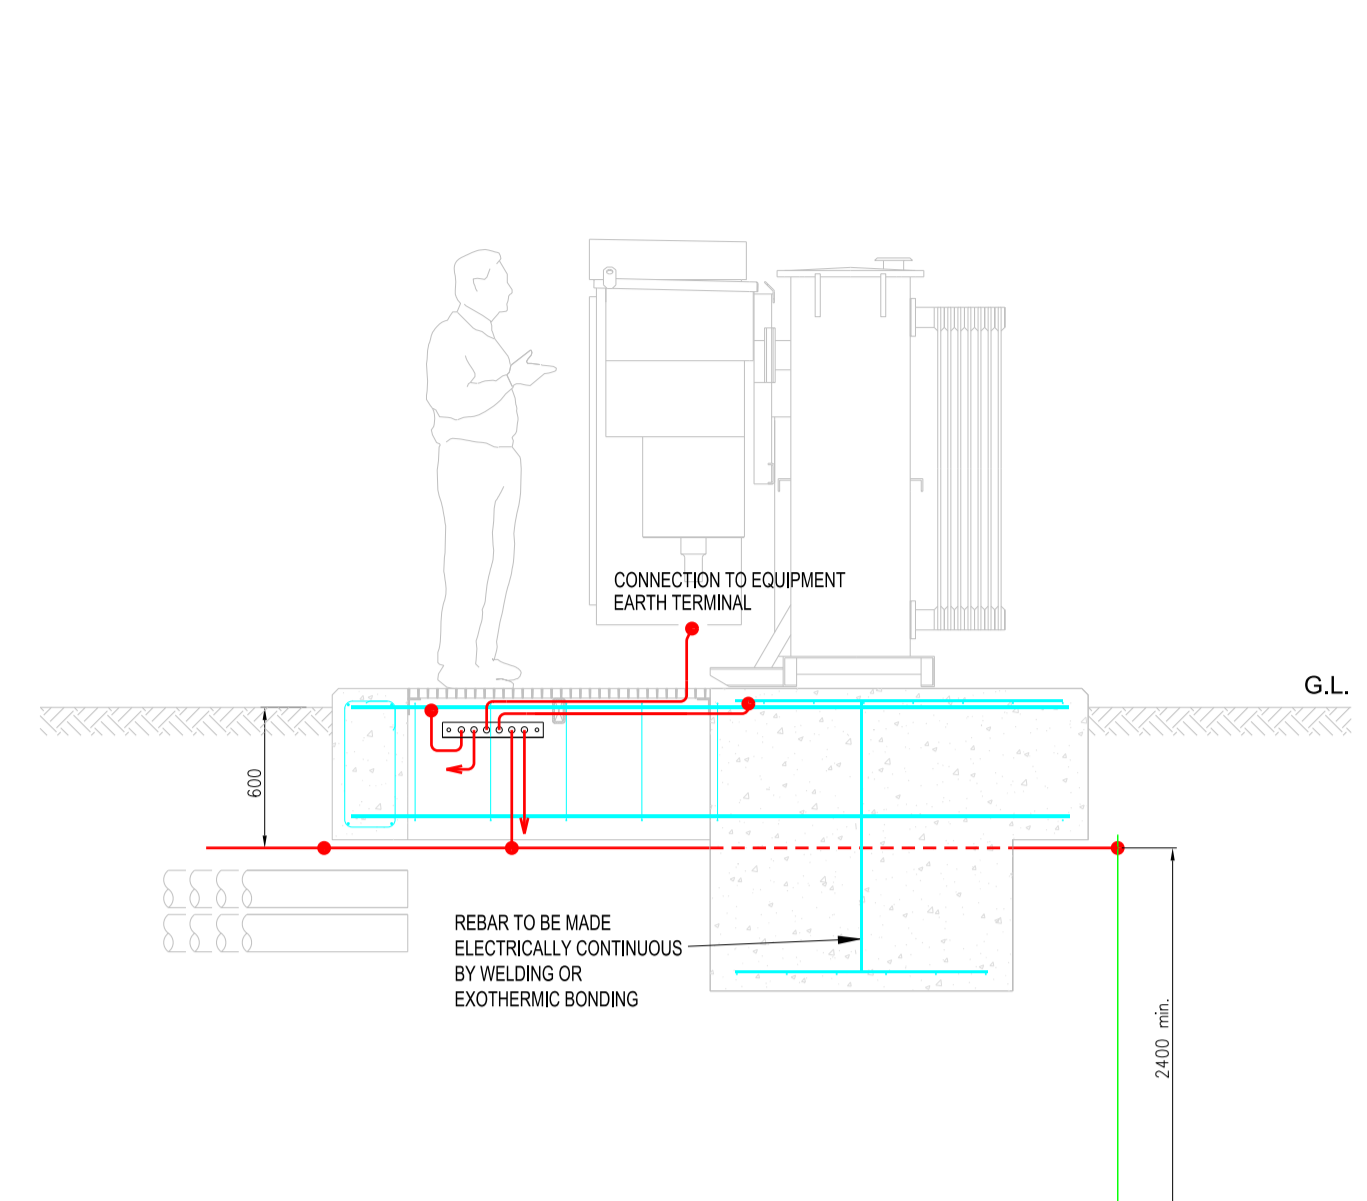 CONNECTION TO EQUIPMENT
EARTH TERMINAL
G.L.
600
REBAR TO BE MADE
ELECTRICALLY CONTINUOUS
BY WELDING OR
EXOTHERMIC BONDING
2400 min.